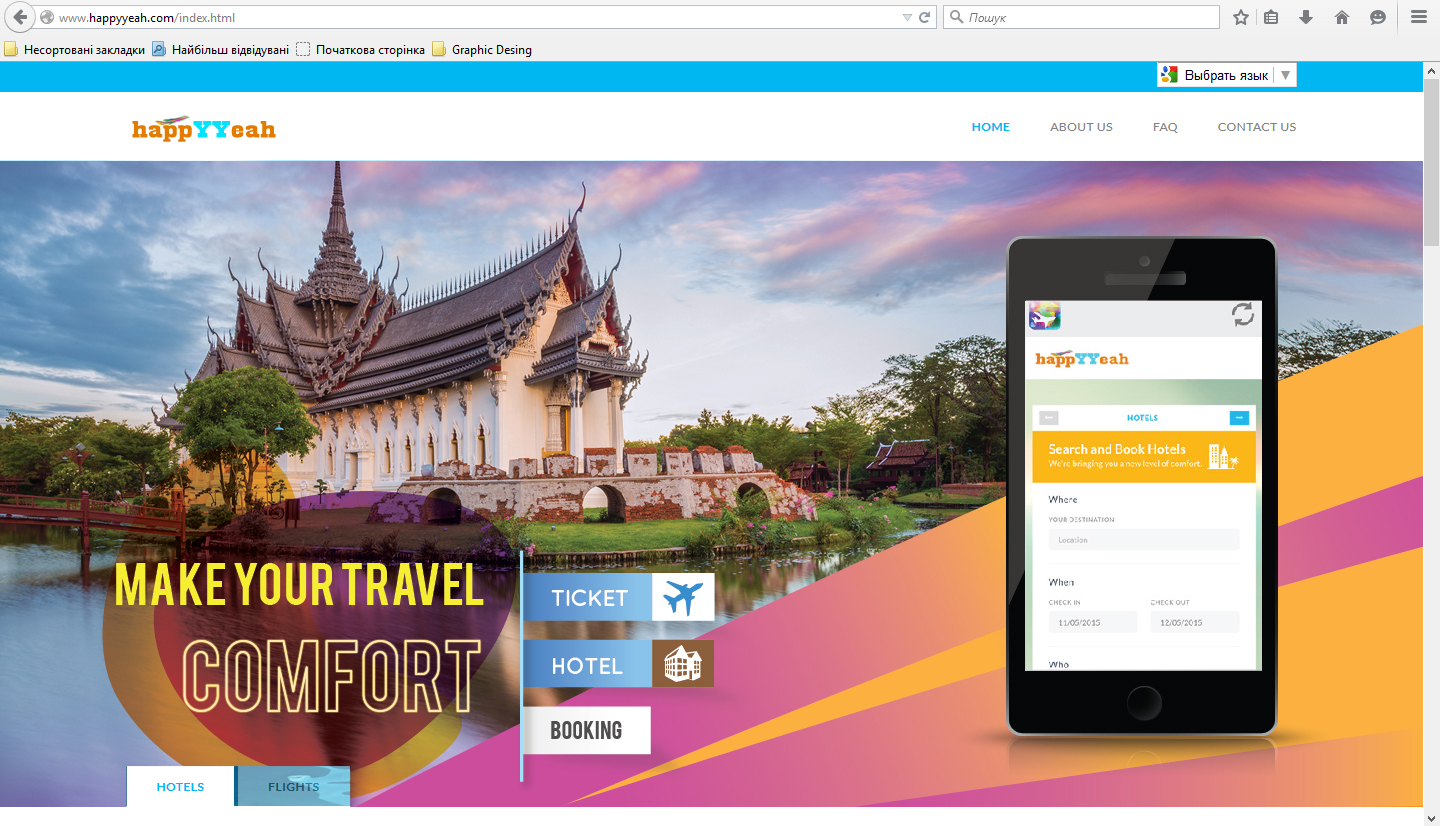 www.happyyeah.com/index.html
Пошук
Несортовані закладки
Найбільш відвідувані
Початкова сторінка
Graphic Desing
Выбрать язык
happYYeah
HOME
ABOUT US
FAQ
CONTACT US
happYYeah
HOTELS
Search and Book Hotels
We're bringing you a new level of comfort.
Where
YOUR DESTINATION
Location
When
CHECK IN
CHECK OUT
11/05/2015
12/05/2015
Who
MAKE YOUR TRAVEL
COMFORT
TICKET
HOTEL
BOOKING
HOTELS
FLIGHTS